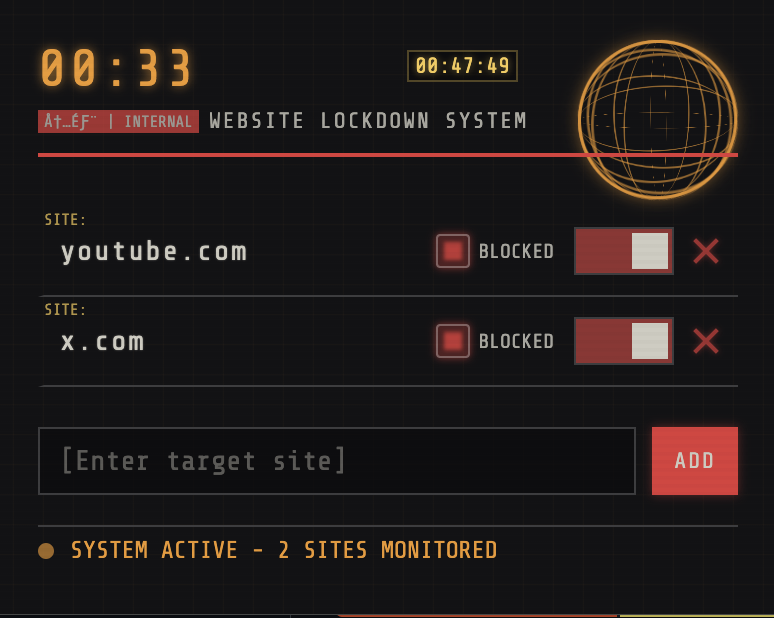 00:33
00:47:49
Ä†…ÉƑ¨ | INTERNAL WEBSITE LOCKDOWN SYSTEM
SITE:
youtube.com
BLOCKED
SITE:
x.com
BLOCKED
[Enter target site]
ADD
SYSTEM ACTIVE - 2 SITES MONITORED